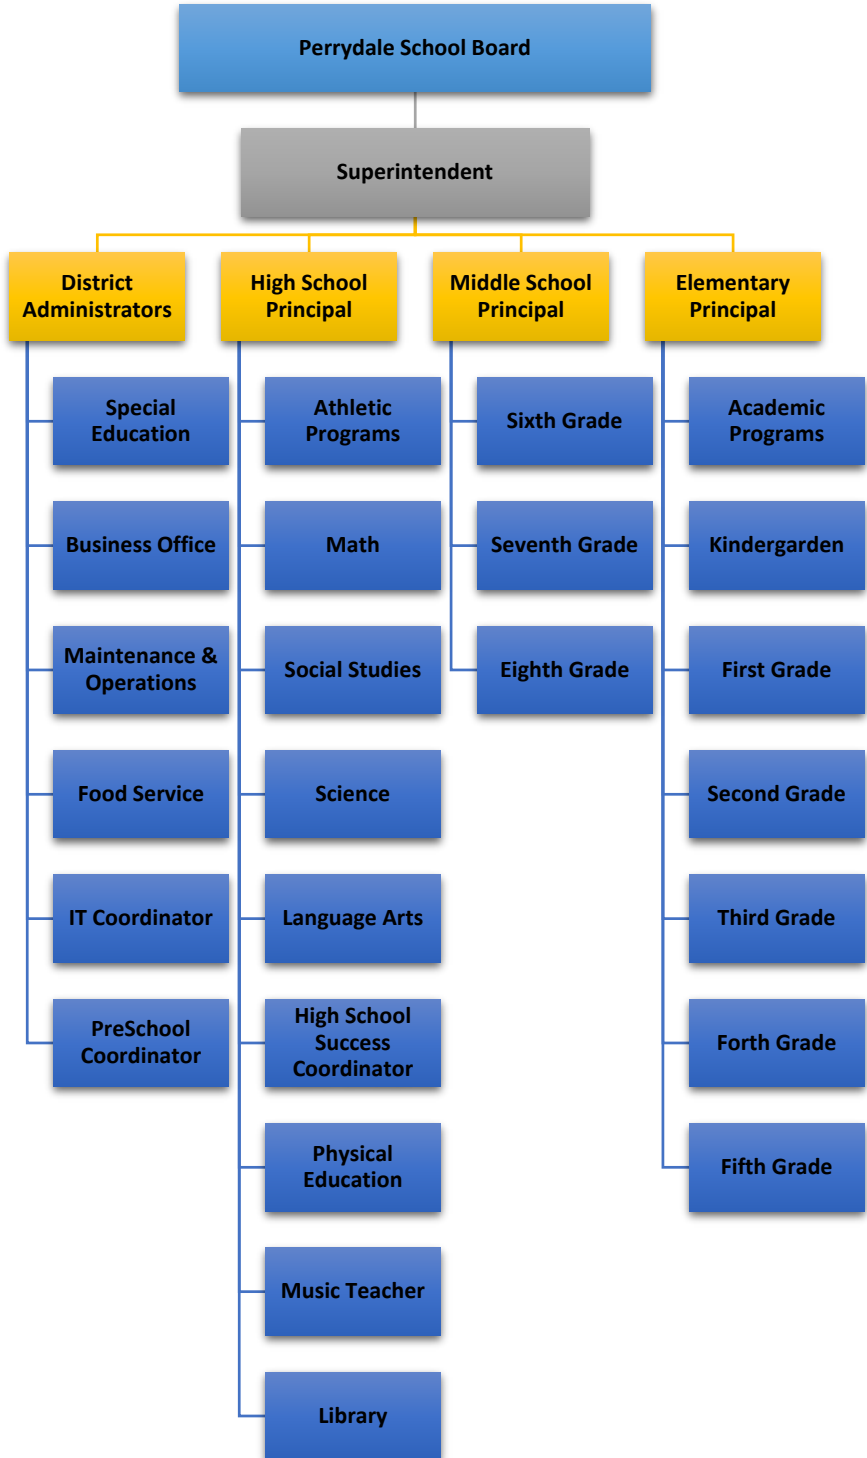 Perrydale School Board
Superintendent
District
Administrators
High School
Principal
Middle School
Principal
Elementary
Principal
Special
Education
Business Office
Maintenance &
Operations
Food Service
IT Coordinator
PreSchool
Coordinator
Athletic
Programs
Math
Social Studies
Science
Language Arts
High School
Success
Coordinator
Physical
Education
Music Teacher
Library
Sixth Grade
Seventh Grade
Eighth Grade
Academic
Programs
Kindergarden
First Grade
Second Grade
Third Grade
Forth Grade
Fifth Grade